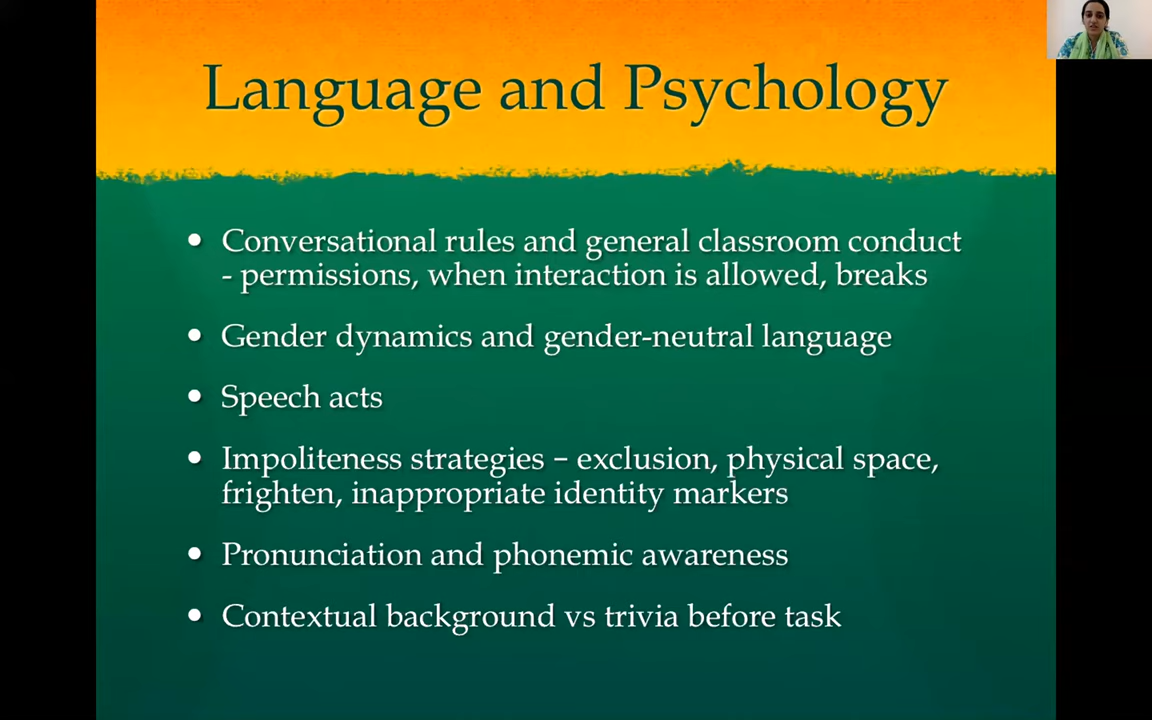 Language and Psychology
• Conversational rules and general classroom conduct
- permissions, when interaction is allowed, breaks
• Gender dynamics and gender-neutral language
• Speech acts
• Impoliteness strategies – exclusion, physical space,
frighten, inappropriate identity markers
• Pronunciation and phonemic awareness
• Contextual background vs trivia before task